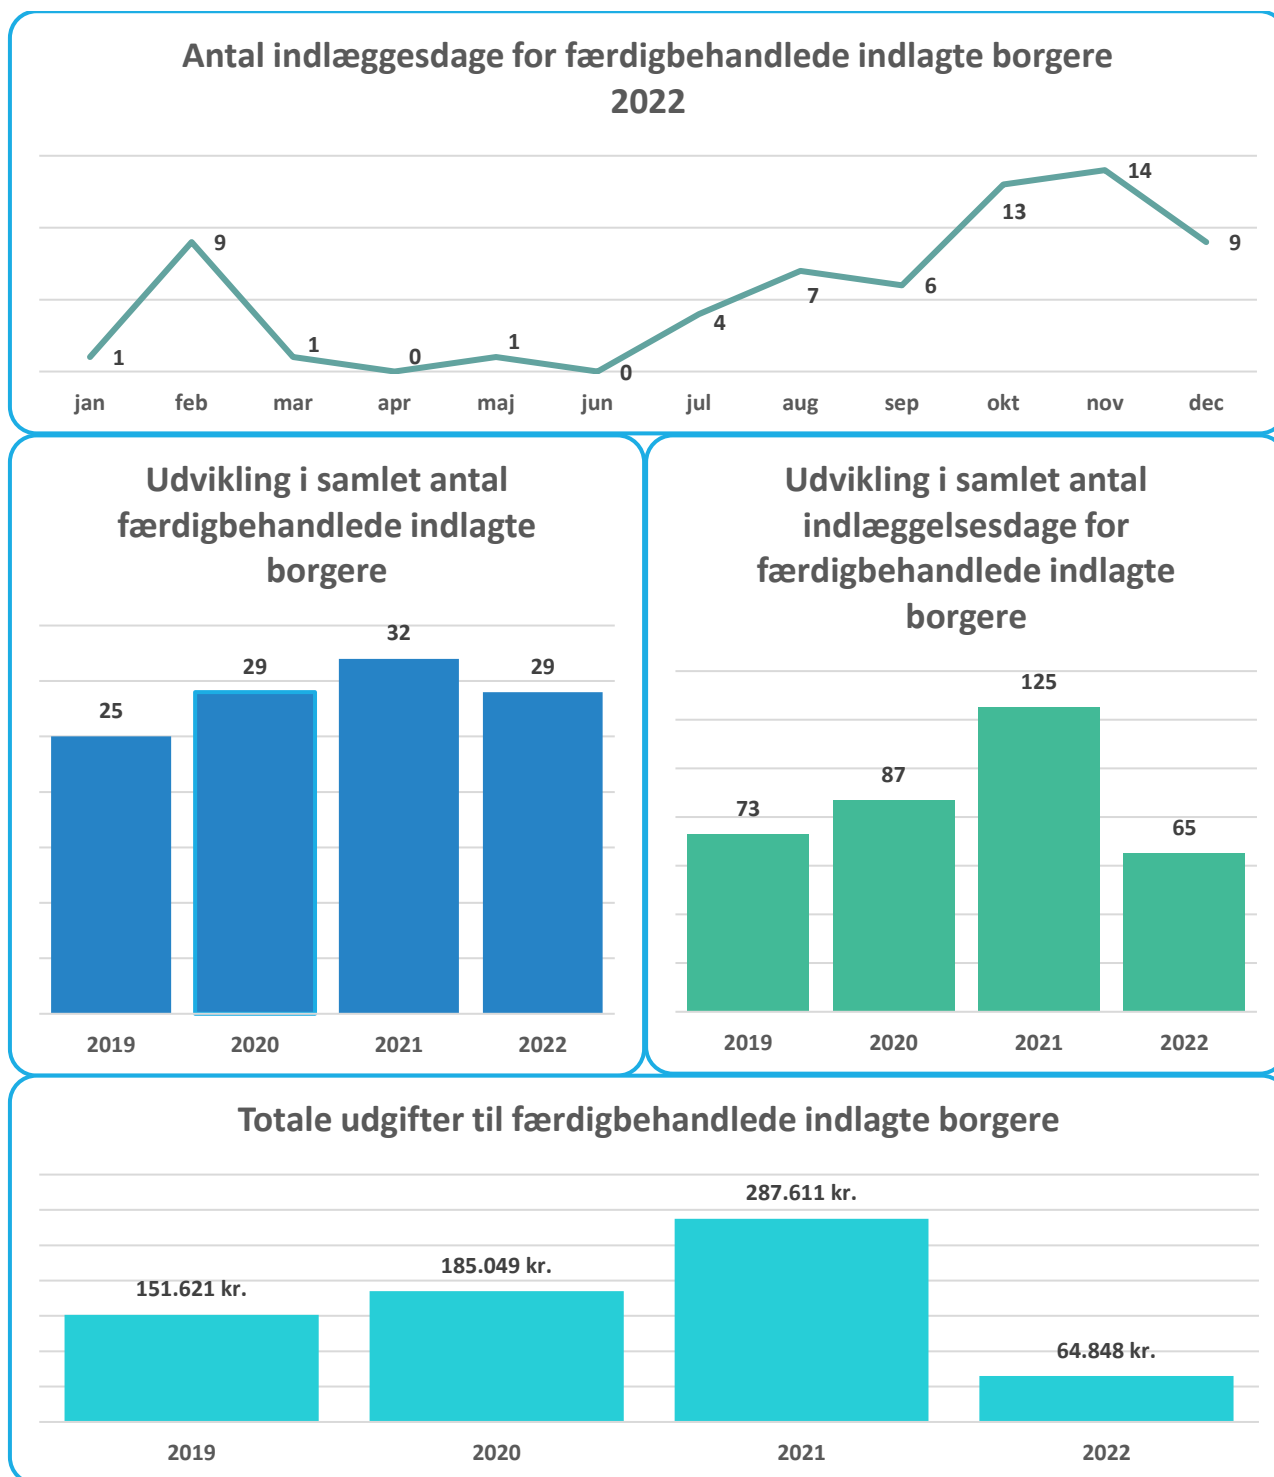 Antal indlæggesdage for færdigbehandlede indlagte borgere
2022
1
9
1
0
1
0
4
7
6
13
14
9
jan feb mar apr maj jun jul aug sep okt nov dec
Udvikling i samlet antal
færdigbehandlede indlagte
borgere
25
29
32
29
2019 2020 2021 2022
Udvikling i samlet antal
indlæggelsesdage for
færdigbehandlede indlagte
borgere
73
87
125
65
2019 2020 2021 2022
Totale udgifter til færdigbehandlede indlagte borgere
151.621 kr.
185.049 kr.
287.611 kr.
64.848 kr.
2019 2020 2021 2022